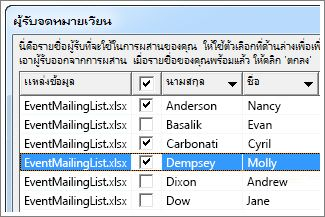 ผู้รับจดหมายเวียน
นี่คือรายชื่อผู้รับที่จะใช้ในการผสานของคุณ ให้ใช้ตัวเลือกที่ด้านล่างเพื่อเพิ่
เอาผู้รับออกจากการผสาน เมื่อรายชื่อของคุณพร้อมแล้ว ให้คลิก 'ตกลง'
แหล่งข้อมูล นามสกุล ชื่อ
EventMailingList.xlsx Anderson Nancy
EventMailingList.xlsx Basalik Evan
EventMailingList.xlsx Carbonati Cyril
EventMailingList.xlsx Dempsey Molly
EventMailingList.xlsx Dixon Andrew
EventMailingList.xlsx Dow Jane